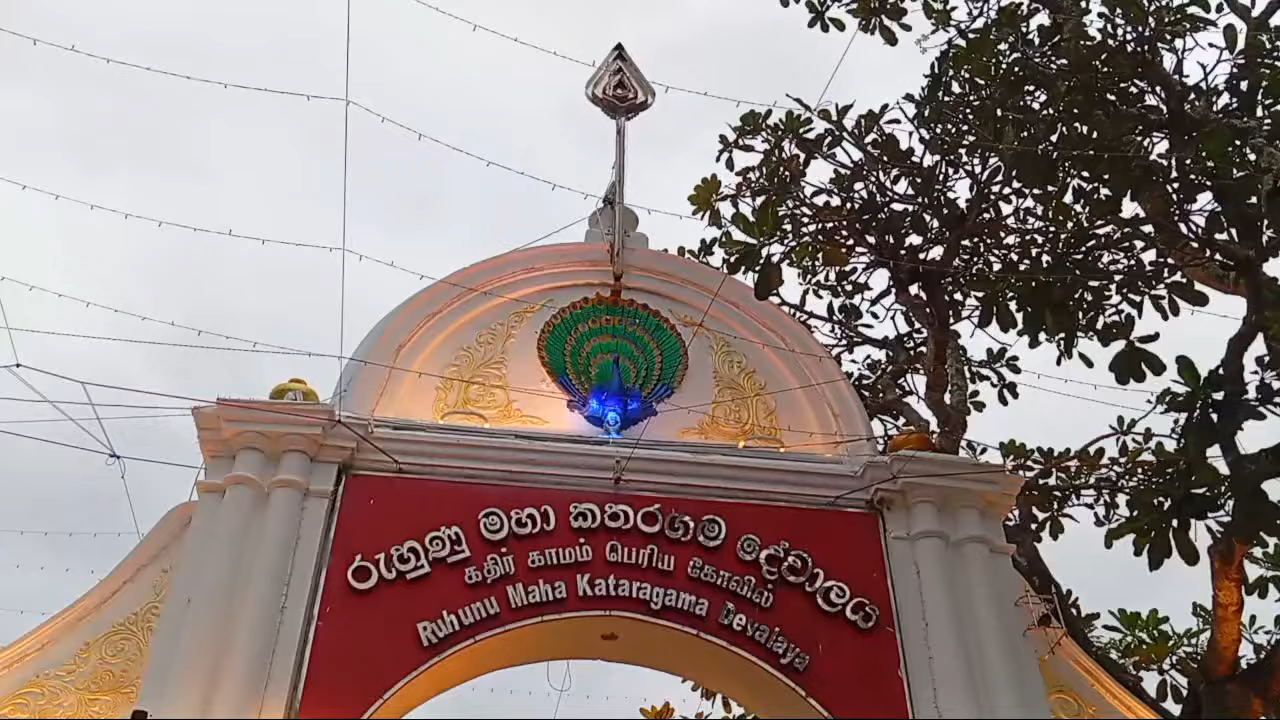 රුහුණු මහා කතරගම දේවාලය
கதிர் காமம் பெரிய கோவில்
Ruhunu Maha Kataragama Devalaya